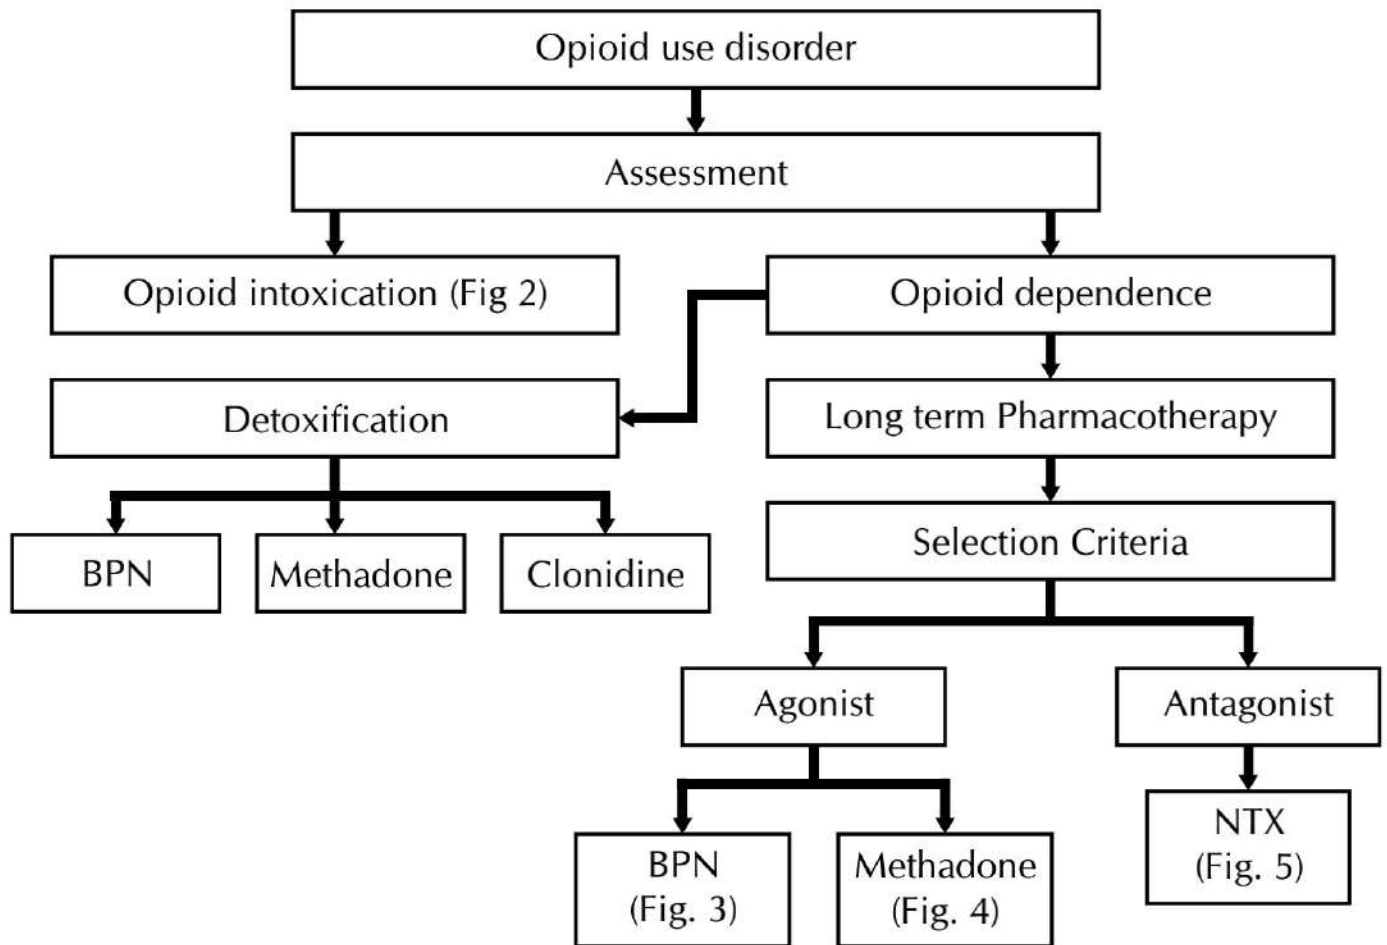 Opioid use disorder
Assessment
Opioid intoxication (Fig 2)
Opioid dependence
Detoxification
Long term Pharmacotherapy
BPN
Methadone
Clonidine
Selection Criteria
Agonist
Antagonist
BPN
(Fig. 3)
Methadone
(Fig. 4)
NTX
(Fig. 5)